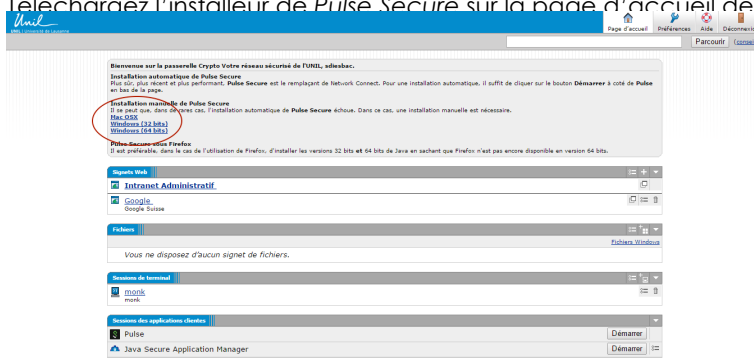 Téléchargez l'installeur de Pulse Secure sur la page d'accueil de
Unil
UNIL | Université de Lausanne
Page d'accueil
Préférences
Aide
Déconnexio
Parcourir
(consei
Bienvenue sur la passerelle Crypto Votre réseau sécurisé de l'UNIL, sdiesbac.
Installation automatique de Pulse Secure
Plus sûr, plus récent et plus performant, Pulse Secure est le remplaçant de Network Connect. Pour une installation automatique, il suffit de cliquer sur le bouton Démarrer à coté de Pulse
en bas de la page.
Installation manuelle de Pulse Secure
Il se peut que, dans de rares cas, l'installation automatique de Pulse Secure échoue. Dans ce cas, une installation manuelle est nécessaire.
Mac OSX
Windows (32 bits)
Windows (64 bits)
Pulse Secure sous Firefox
Il est préférable, dans le cas de l'utilisation de Firefox, d'installer les versions 32 bits et 64 bits de Java en sachant que Firefox n'est pas encore disponible en version 64 bits.
Signets Web
Intranet Administratif
Google
Google Suisse
Fichiers
Fichiers Windows
Vous ne disposez d'aucun signet de fichiers.
Sessions de terminal
monk
monk
Sessions des applications clientes
Pulse
Démarrer
Java Secure Application Manager
Démarrer